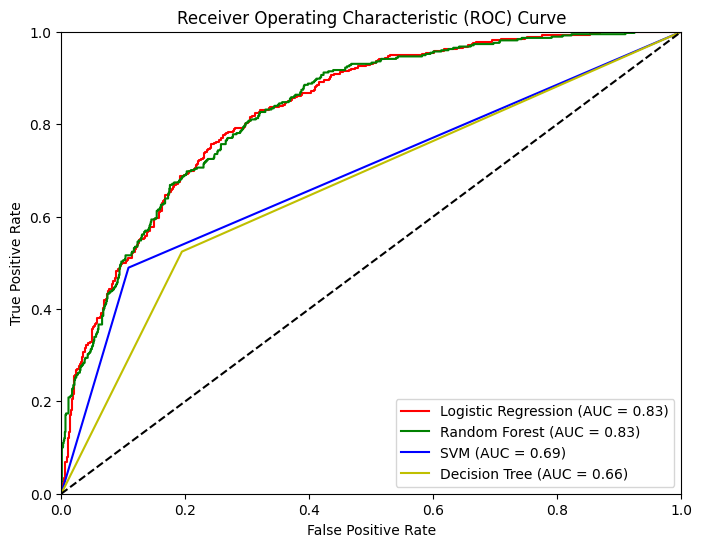 Receiver Operating Characteristic (ROC) Curve
True Positive Rate
1.0
0.8
0.6
0.4
0.2
0.0
Logistic Regression (AUC = 0.83)
Random Forest (AUC = 0.83)
SVM (AUC = 0.69)
Decision Tree (AUC = 0.66)
0.0 0.2 0.4 0.6 0.8 1.0
False Positive Rate